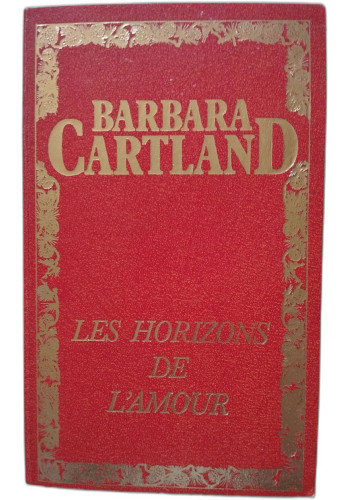 BARBARA
CARTLAND
LES HORIZONS
DE
L'AMOUR